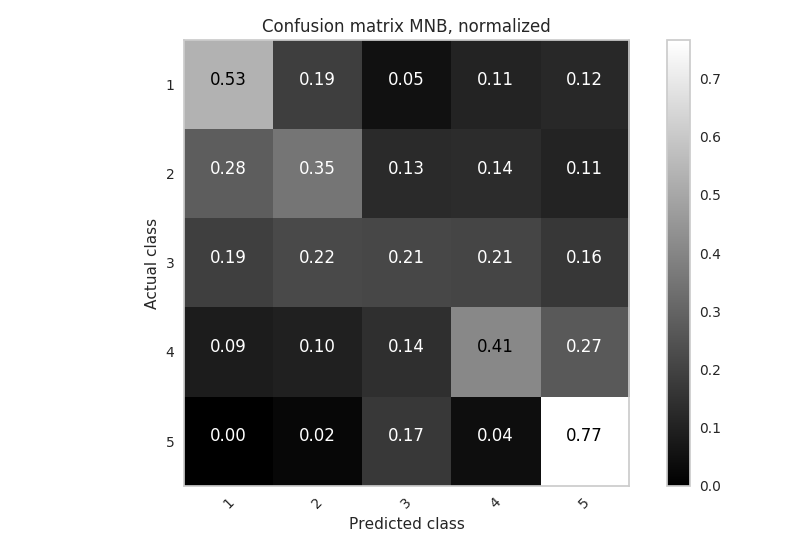 Confusion matrix MNB, normalized
1 0.53 0.19 0.05 0.11 0.12
2 0.28 0.35 0.13 0.14 0.11
3 0.19 0.22 0.21 0.21 0.16
4 0.09 0.10 0.14 0.41 0.27
5 0.00 0.02 0.17 0.04 0.77
1 2 3 4 5
Actual class
Predicted class
0.7
0.6
0.5
0.4
0.3
0.2
0.1
0.0